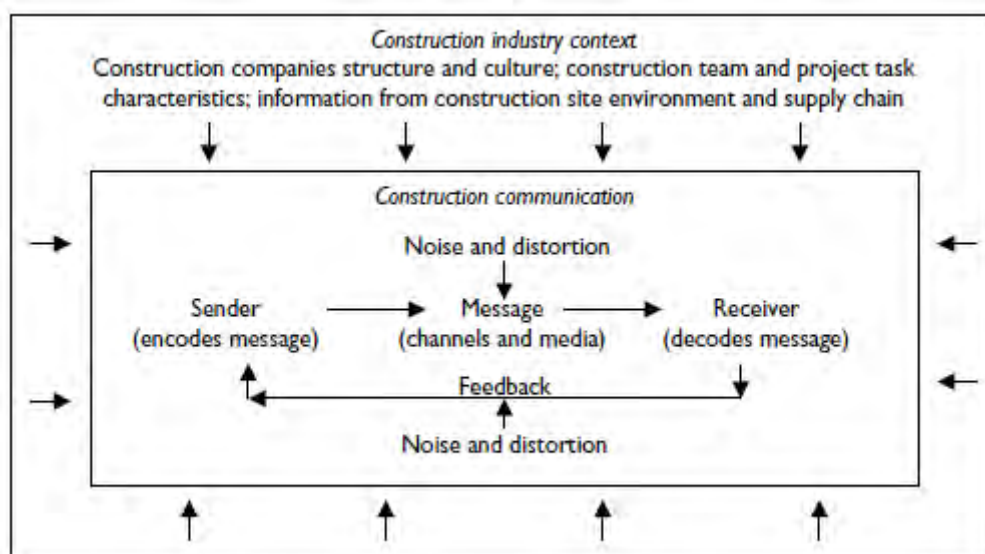 Construction industry context
Construction companies structure and culture; construction team and project task
characteristics; information from construction site environment and supply chain
Construction communication
Noise and distortion
Sender
(encodes message)
Message
(channels and media)
Receiver
(decodes message)
Feedback
Noise and distortion